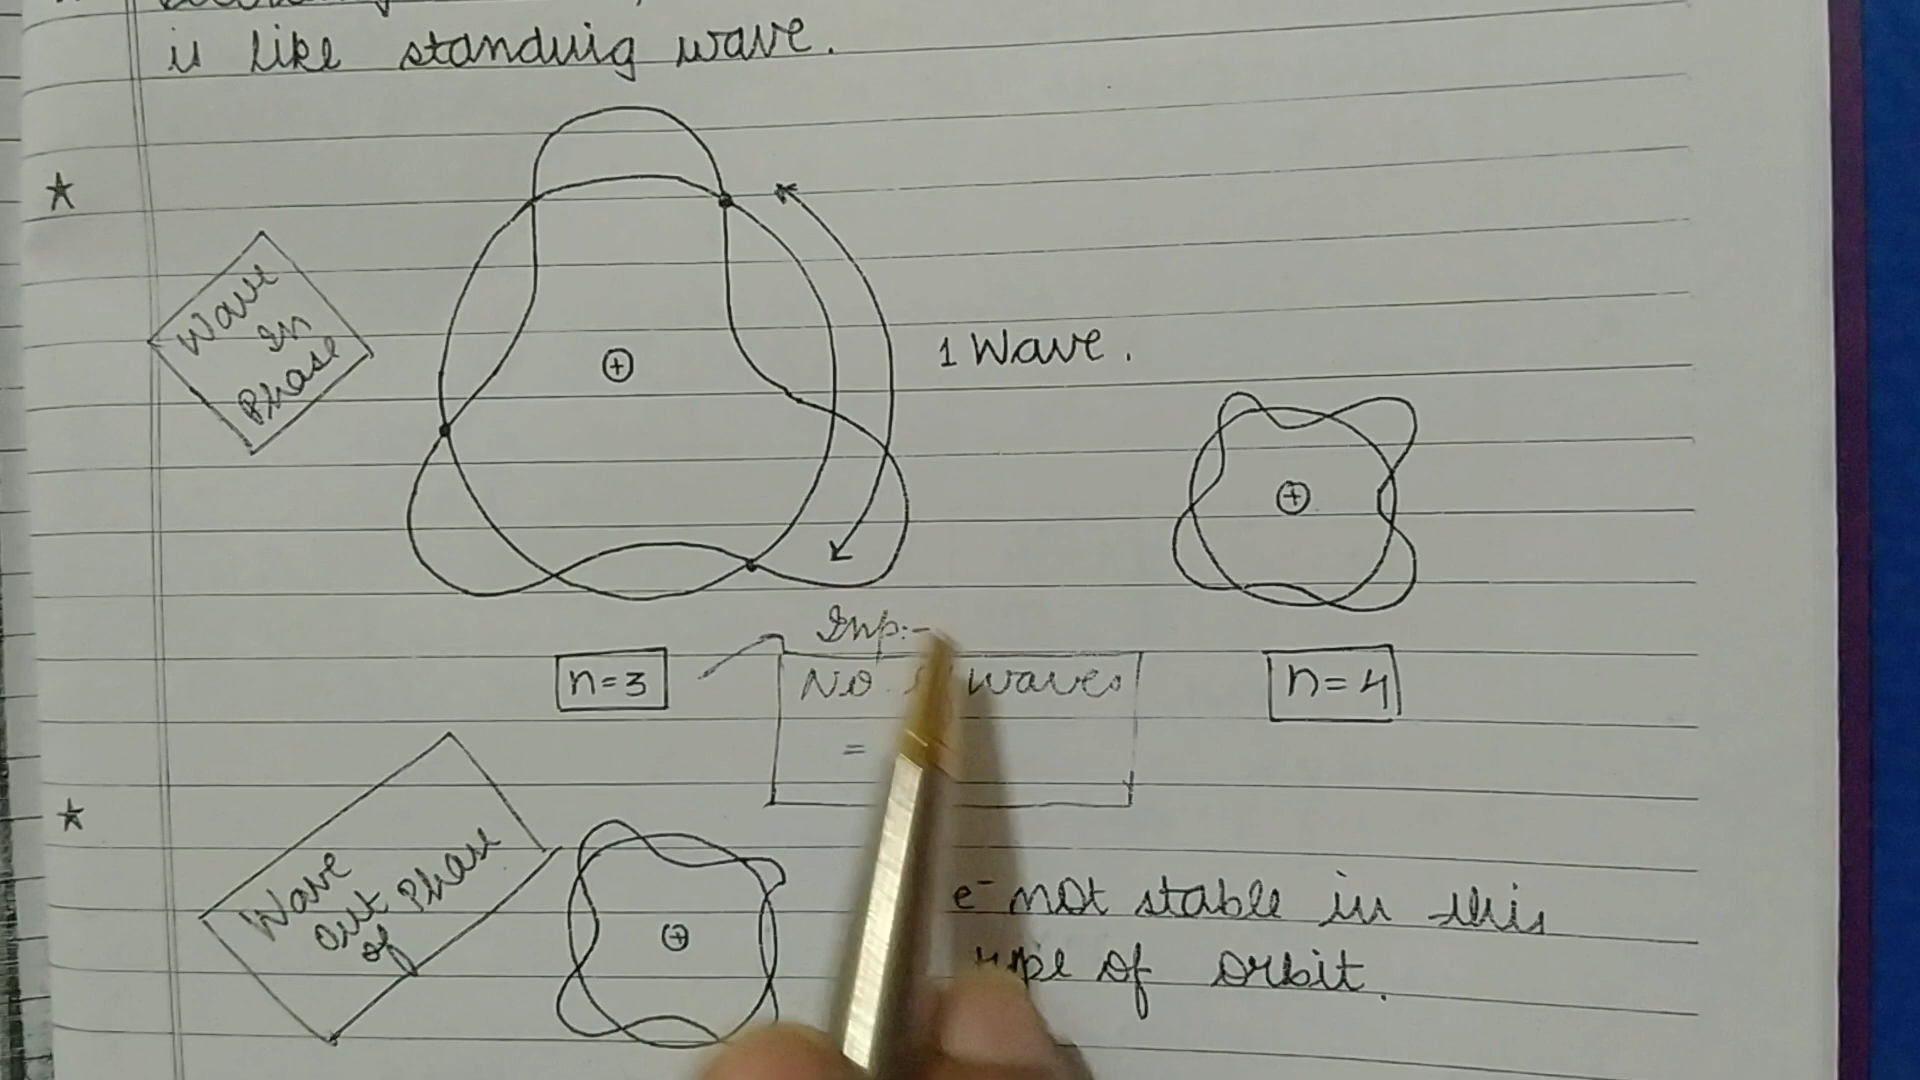 is like standing wave.
Wave
In
Phase
1 Wave.
Imp:-
n=3
No. waves
=
n=4
Wave
Out Phase
of
e⁻ not stable in this
of orbit.